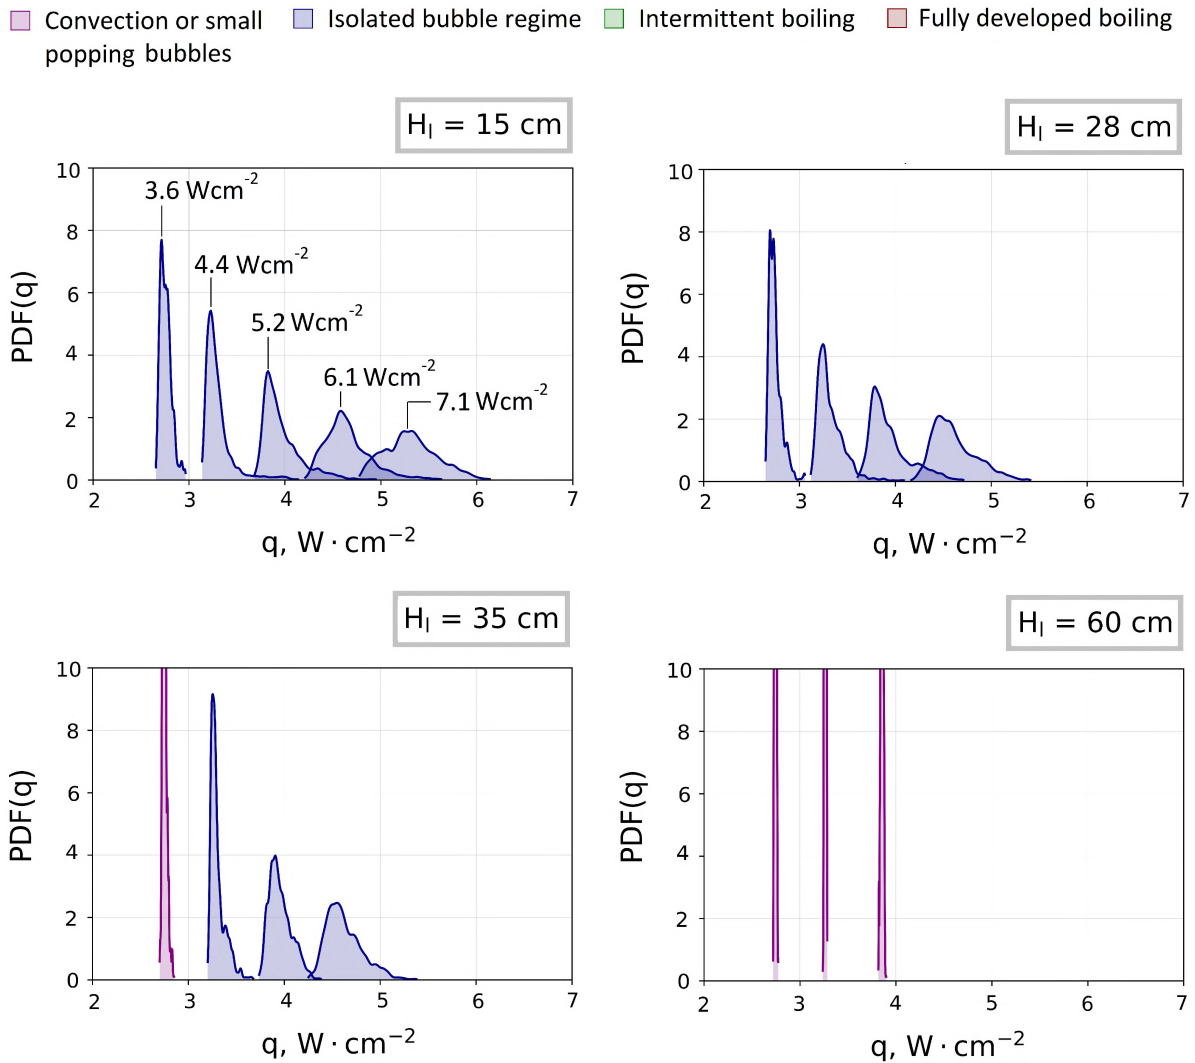 Convection or small
popping bubbles
Isolated bubble regime
Intermittent boiling
Fully developed boiling
Hₗ = 15 cm
10
8
6
4
2
0
PDF(q)
3.6 Wcm⁻²
4.4 Wcm⁻²
5.2 Wcm⁻²
6.1 Wcm⁻²
7.1 Wcm⁻²
2 3 4 5 6 7
q, W · cm⁻²
Hₗ = 28 cm
10
8
6
4
2
0
PDF(q)
2 3 4 5 6 7
q, W · cm⁻²
Hₗ = 35 cm
10
8
6
4
2
0
PDF(q)
2 3 4 5 6 7
q, W · cm⁻²
Hₗ = 60 cm
10
8
6
4
2
0
PDF(q)
2 3 4 5 6 7
q, W · cm⁻²